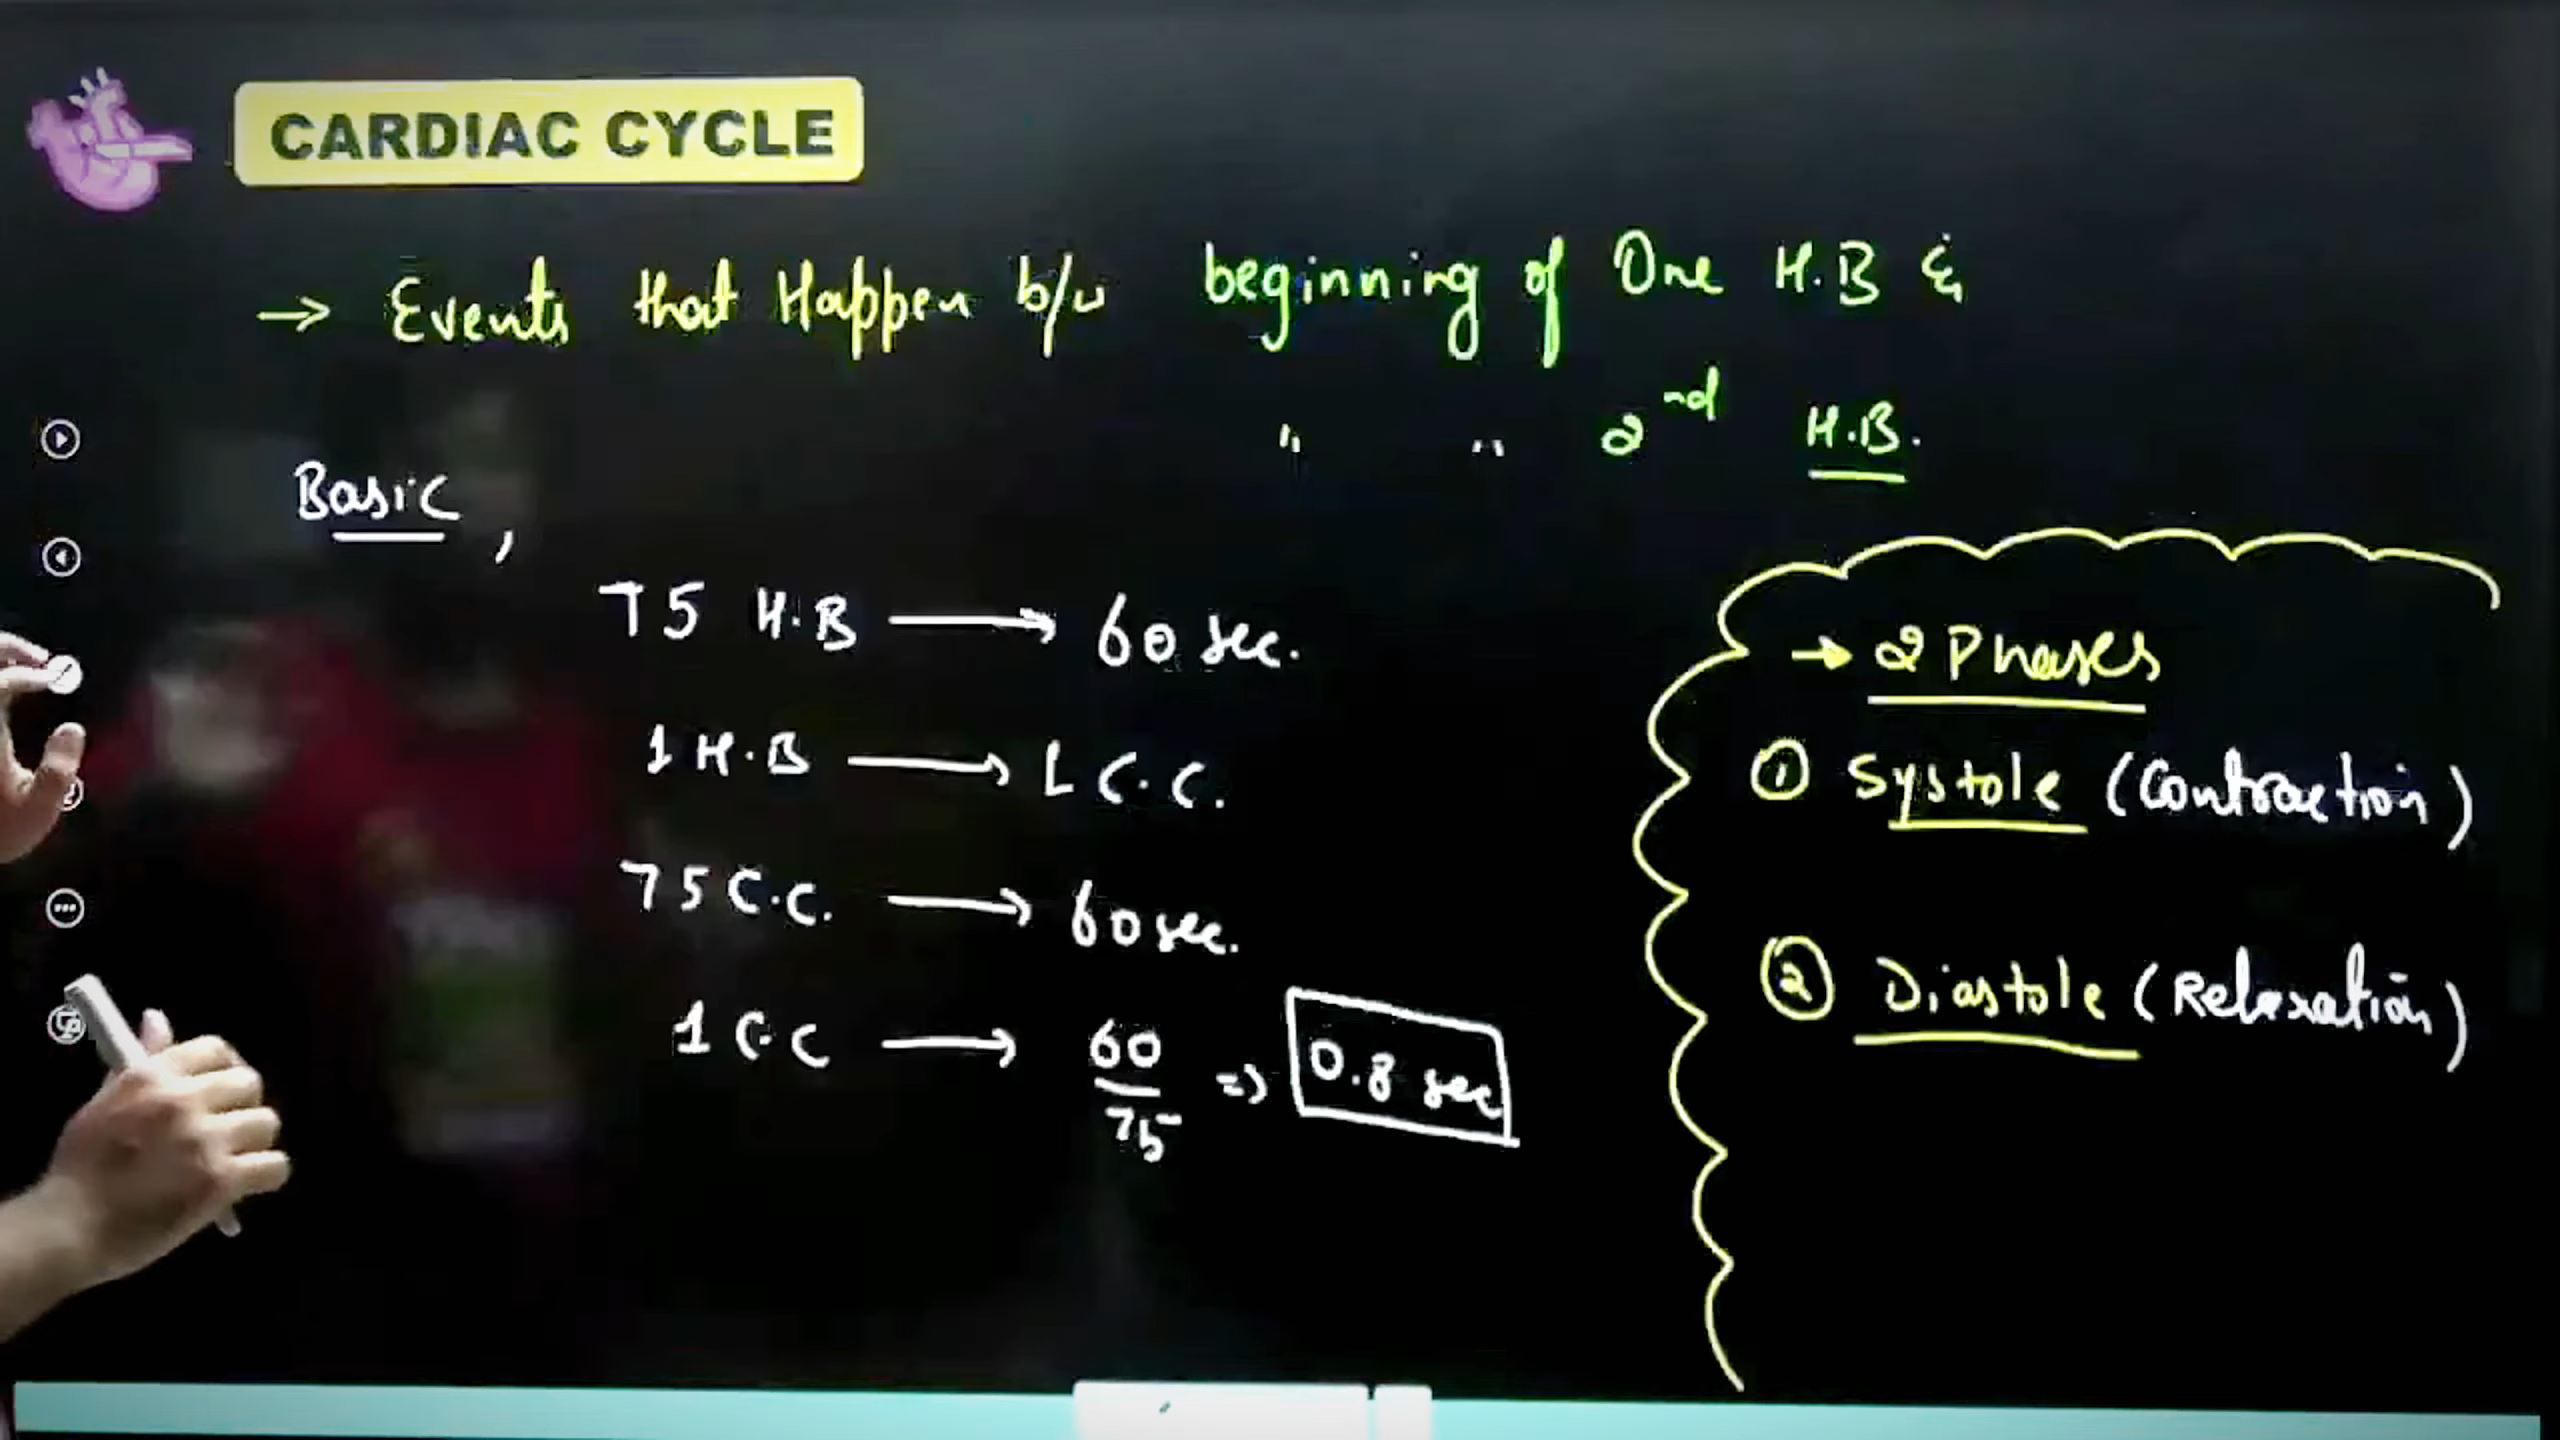 CARDIAC CYCLE
→ Events that Happen b/w beginning of One H.B &
" " 2nd H.B.
Basic,
75 H.B → 60 sec.
1 H.B → 1 C.C.
75 C.C. → 60 sec.
1 C.C → 60/75 => 0.8 sec
→ 2 Phases
① Systole (Contraction)
② Diastole (Relaxation)